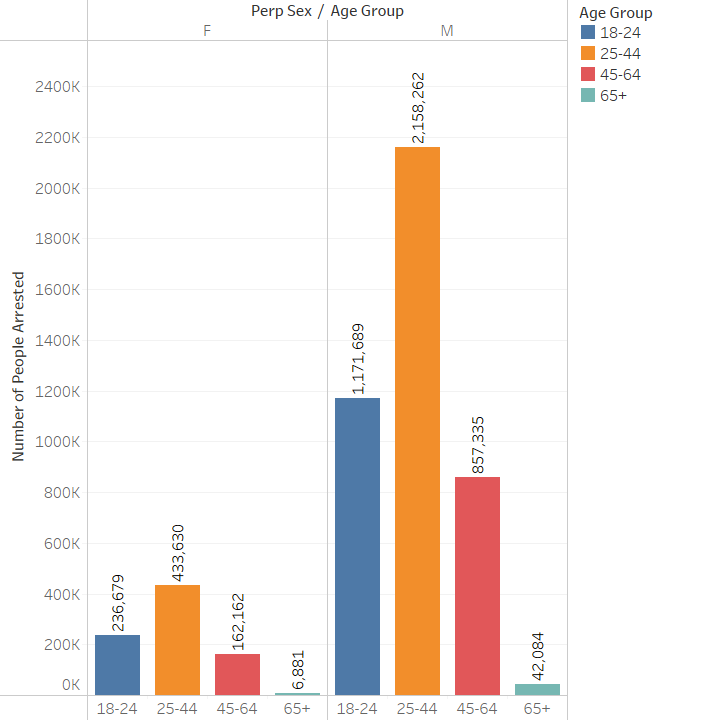 Perp Sex / Age Group
F
M
Age Group
18-24
25-44
45-64
65+
Number of People Arrested
2400K
2200K
2000K
1800K
1600K
1400K
1200K
1000K
800K
600K
400K
200K
0K
236,679
433,630
162,162
6,881
1,171,689
2,158,262
857,335
42,084
18-24 25-44 45-64 65+ 18-24 25-44 45-64 65+